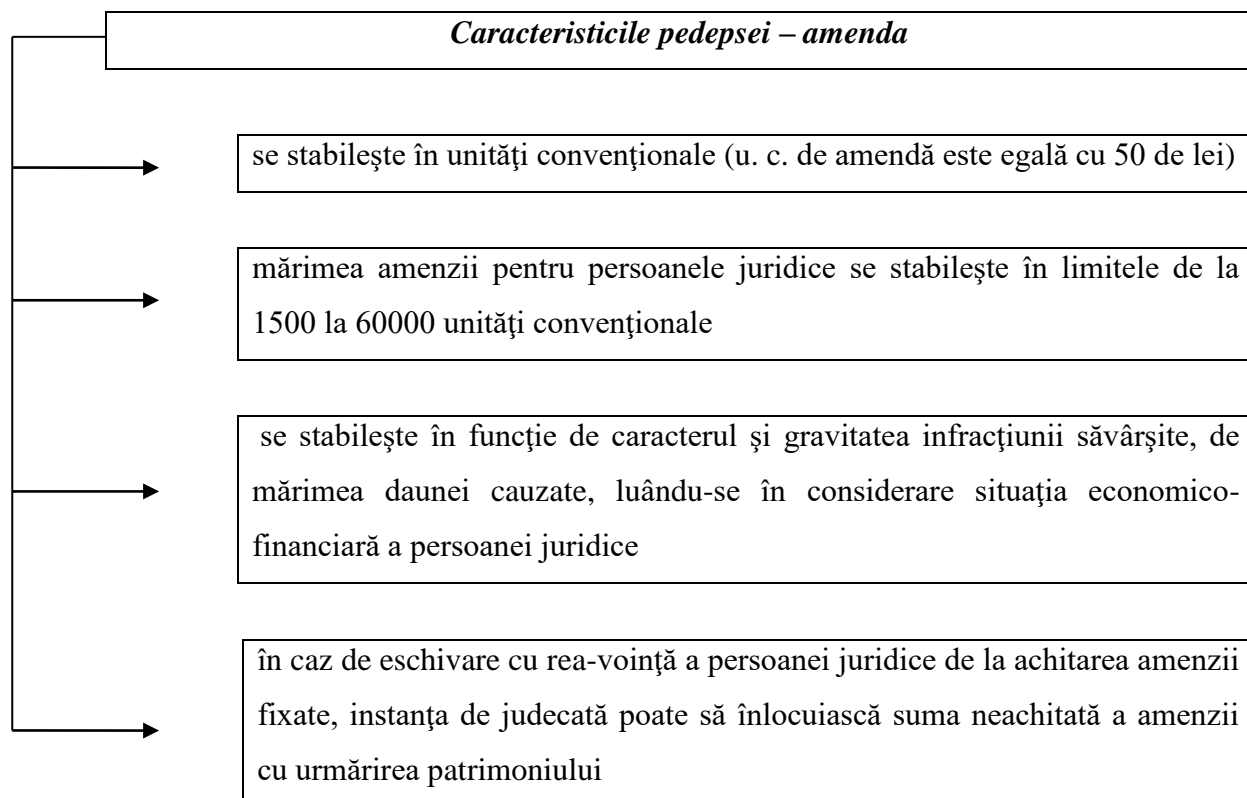 Caracteristicile pedepsei – amenda
se stabileşte în unităţi convenţionale (u. c. de amendă este egală cu 50 de lei)
mărimea amenzii pentru persoanele juridice se stabileşte în limitele de la
1500 la 60000 unităţi convenţionale
se stabileşte în funcţie de caracterul şi gravitatea infracţiunii săvârşite, de
mărimea daunei cauzate, luându-se în considerare situaţia economico-
financiară a persoanei juridice
în caz de eschivare cu rea-voinţă a persoanei juridice de la achitarea amenzii
fixate, instanţa de judecată poate să înlocuiască suma neachitată a amenzii
cu urmărirea patrimoniului